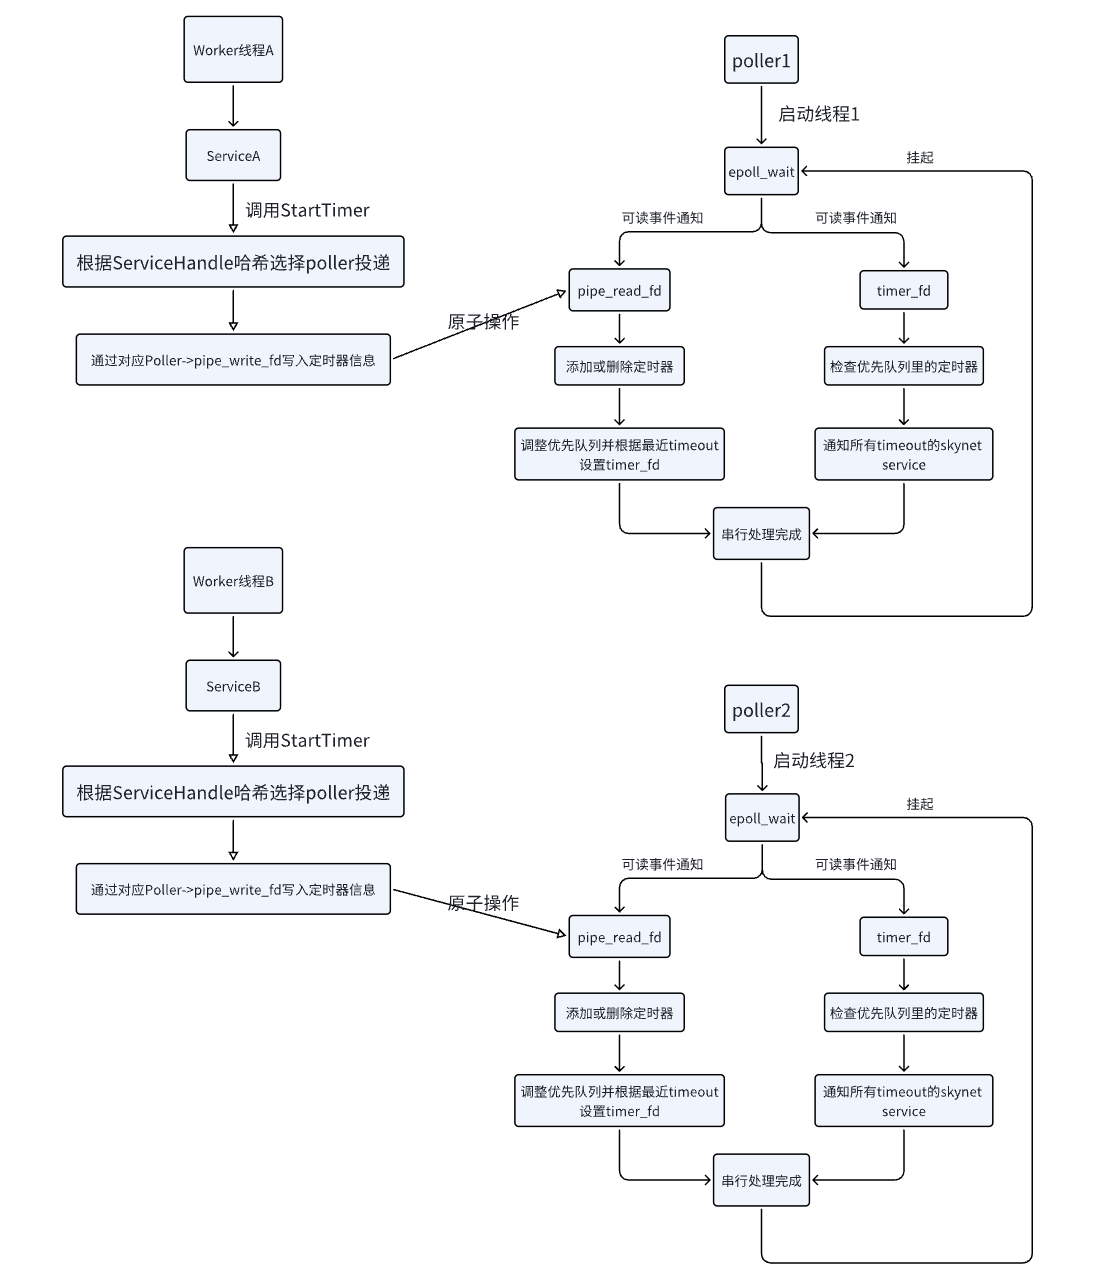 Worker线程A
ServiceA
调用StartTimer
根据ServiceHandle哈希选择poller投递
通过对应Poller->pipe_write_fd写入定时器信息
原子操作
poller1
启动线程1
epoll_wait
挂起
可读事件通知
可读事件通知
pipe_read_fd
timer_fd
添加或删除定时器
检查优先队列里的定时器
调整优先队列并根据最近timeout
设置timer_fd
通知所有timeout的skynet
service
串行处理完成
Worker线程B
ServiceB
调用StartTimer
根据ServiceHandle哈希选择poller投递
通过对应Poller->pipe_write_fd写入定时器信息
原子操作
poller2
启动线程2
epoll_wait
挂起
可读事件通知
可读事件通知
pipe_read_fd
timer_fd
添加或删除定时器
检查优先队列里的定时器
调整优先队列并根据最近timeout
设置timer_fd
通知所有timeout的skynet
service
串行处理完成